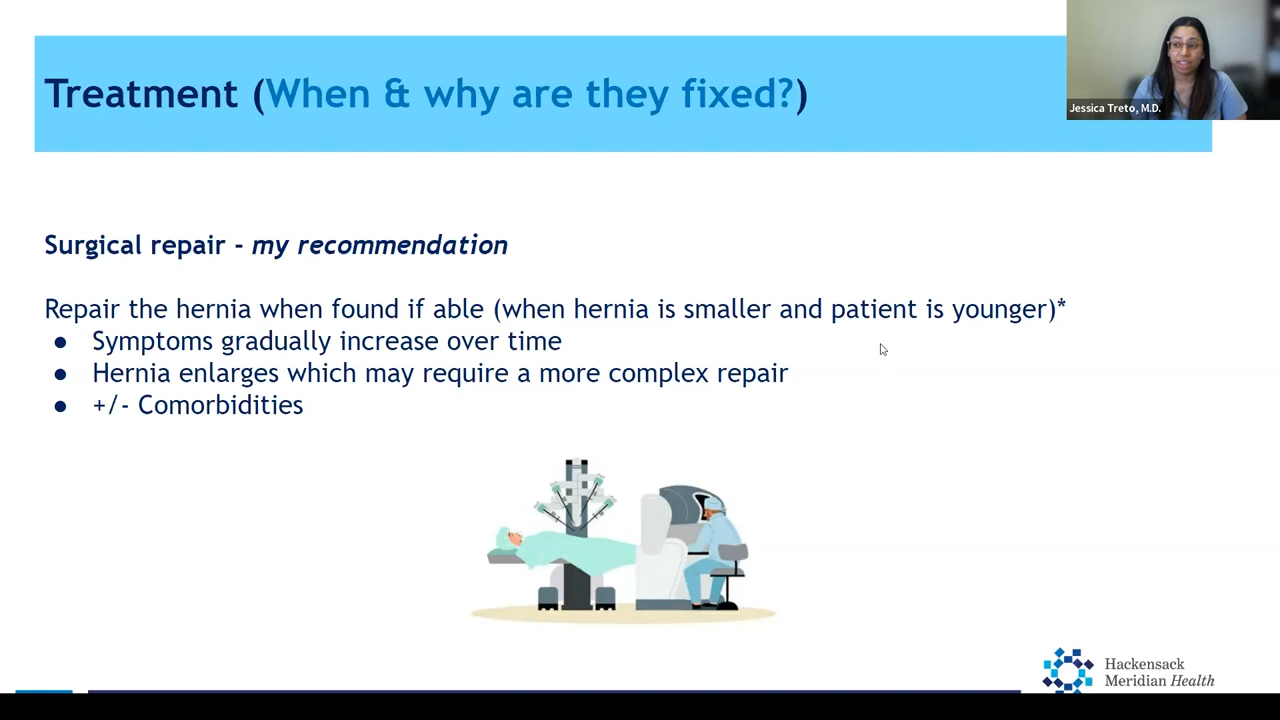 Treatment (When & why are they fixed?)
Jessica Treto, M.D.
Surgical repair - my recommendation
Repair the hernia when found if able (when hernia is smaller and patient is younger)*
● Symptoms gradually increase over time
● Hernia enlarges which may require a more complex repair
● +/- Comorbidities
Hackensack
Meridian Health